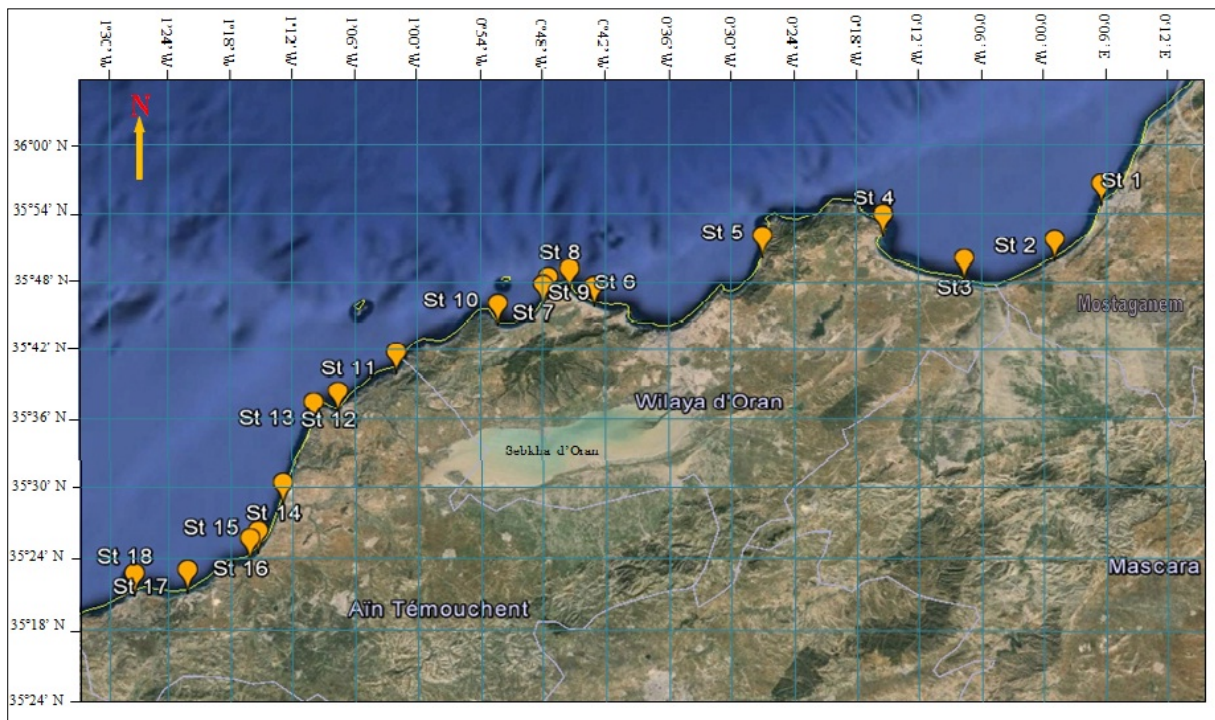 1°30' W
1°24' W
1°18' W
1°12' W
1°06' W
1°00' W
0°54' W
0°48' W
0°42' W
0°36' W
0°30' W
0°24' W
0°18' W
0°12' W
0°06' W
0°00' W
0°06' E
0°12' E
N
36°00' N
St 1
35°54' N
St 4
St 5
St 2
St 8
35°48' N
St3
St 6
St 9
St 10
St 7
Mostaganem
35°42' N
St 11
Wilaya d'Oran
35°36' N
St 13
St 12
Sebkha d'Oran
35°30' N
St 14
St 15
35°24' N
St 18
St 16
Mascara
St 17
Aïn Témouchent
35°18' N
35°24' N